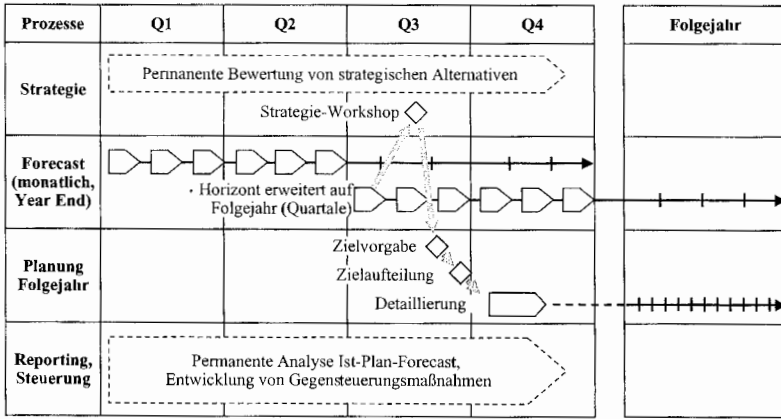 Prozesse Q1 Q2 Q3 Q4 Folgejahr
Strategie
Permanente Bewertung von strategischen Alternativen
Strategie-Workshop
Forecast
(monatlich,
Year End)
· Horizont erweitert auf
Folgejahr (Quartale)
Planung
Folgejahr
Zielvorgabe
Zielaufteilung
Detaillierung
Reporting,
Steuerung
Permanente Analyse Ist-Plan-Forecast,
Entwicklung von Gegensteuerungsmaßnahmen